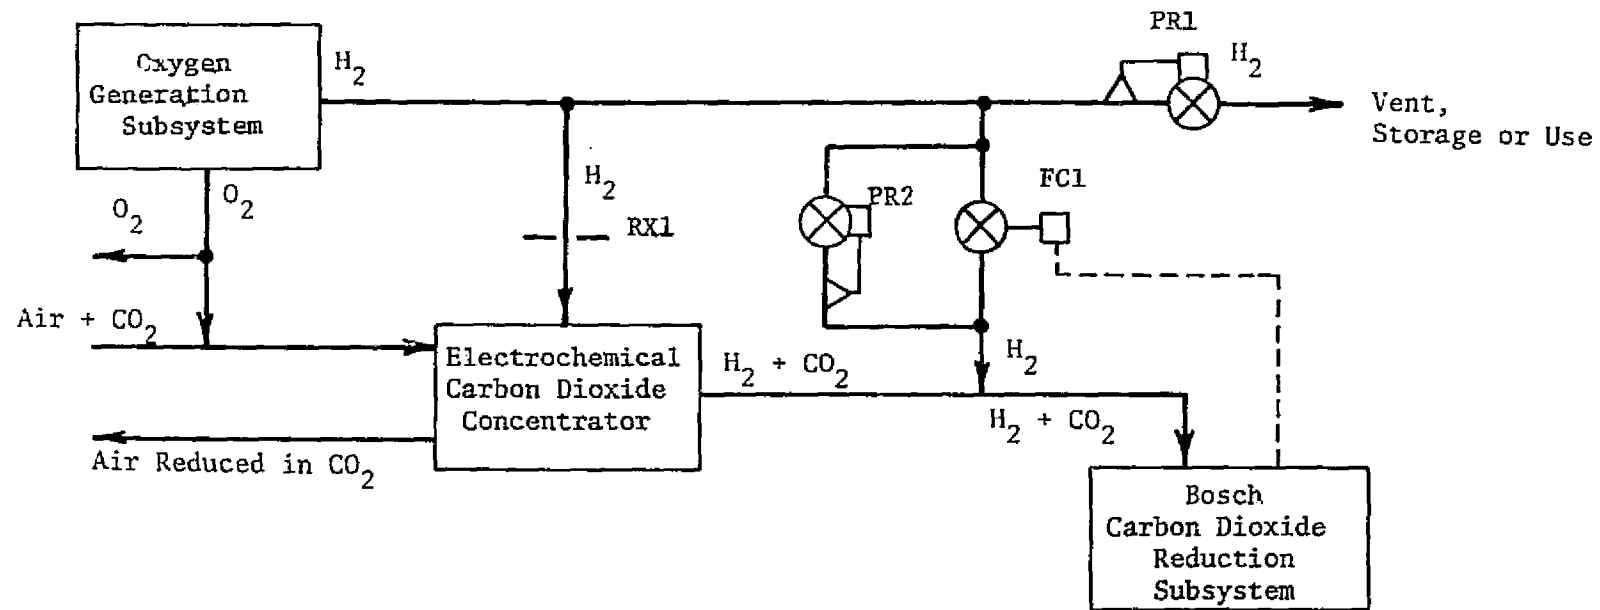 PR1
H2
Oxygen
Generation
Subsystem
H2
Vent,
Storage or Use
O2
O2
H2
RX1
PR2
FC1
Air + CO2
Electrochemical
Carbon Dioxide
Concentrator
H2 + CO2
H2
H2 + CO2
Air Reduced in CO2
Bosch
Carbon Dioxide
Reduction
Subsystem